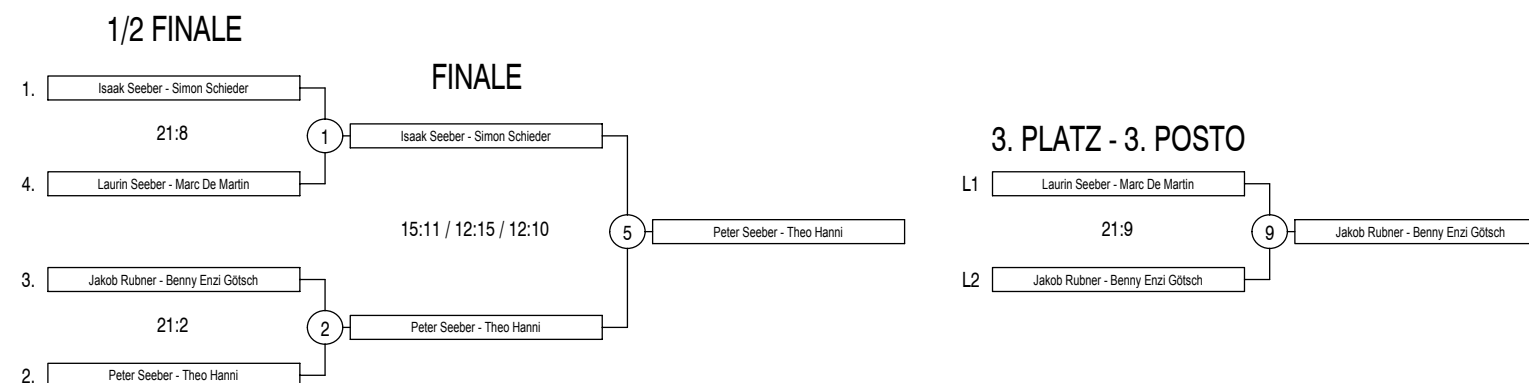 1/2 FINALE
1. Isaak Seeber - Simon Schieder
21:8
1
4. Laurin Seeber - Marc De Martin
3. Jakob Rubner - Benny Enzi Götsch
21:2
2
2. Peter Seeber - Theo Hanni
FINALE
Isaak Seeber - Simon Schieder
15:11 / 12:15 / 12:10
5
Peter Seeber - Theo Hanni
Peter Seeber - Theo Hanni
3. PLATZ - 3. POSTO
L1 Laurin Seeber - Marc De Martin
21:9
9
Jakob Rubner - Benny Enzi Götsch
L2 Jakob Rubner - Benny Enzi Götsch